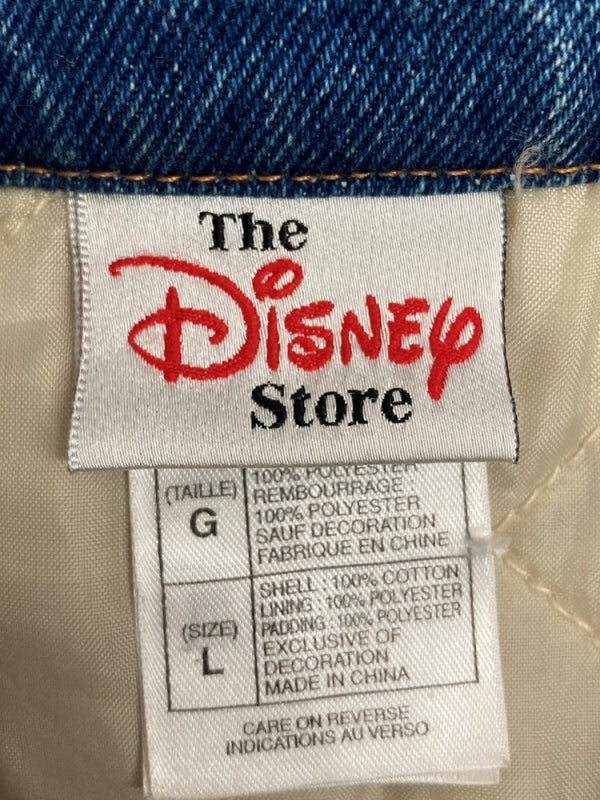 The
Disney
Store
100% POLYESTER
(TAILLE)
G
REMBOURRAGE :
100% POLYESTER
SAUF DECORATION
FABRIQUE EN CHINE
(SIZE)
L
SHELL : 100% COTTON
LINING : 100% POLYESTER
PADDING : 100% POLYESTER
EXCLUSIVE OF
DECORATION
MADE IN CHINA
CARE ON REVERSE
INDICATIONS AU VERSO